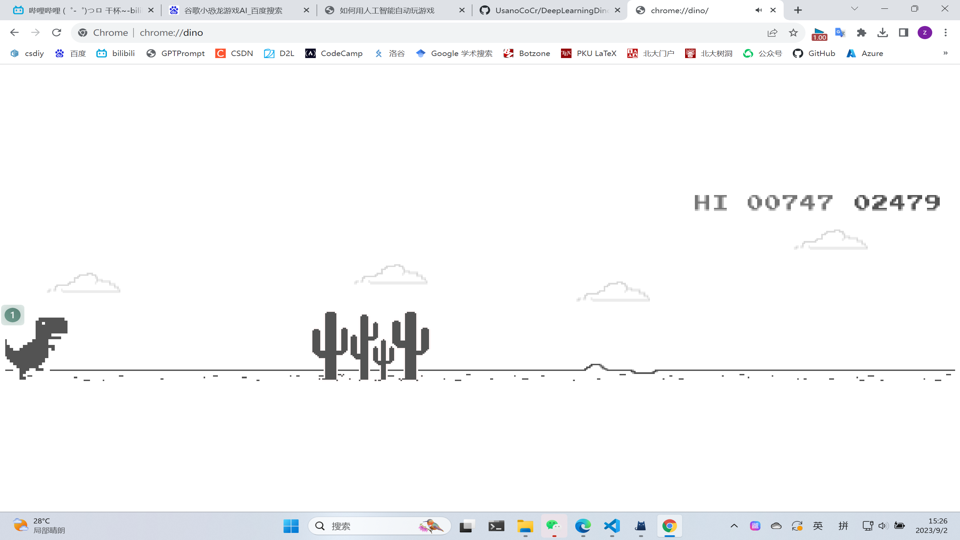 哔哩哔哩 (゜-゜)つロ 干杯~-bili
谷歌小恐龙游戏AI_百度搜索
如何用人工智能自动玩游戏
UsanoCoCr/DeepLearningDin
chrome://dino/
Chrome | chrome://dino
1.00
z
csdiy
百度
bilibili
GPTPrompt
CSDN
D2L
CodeCamp
洛谷
Google 学术搜索
Botzone
PKU LaTeX
北大门户
北大树洞
公众号
GitHub
Azure
»
HI 00747 02479
1
28°C
局部晴朗
搜索
英
拼
15:26
2023/9/2